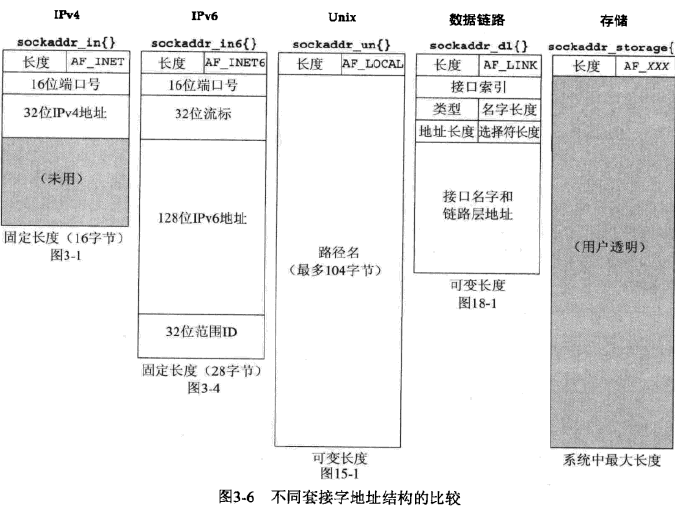 IPv4
sockaddr_in{}
长度 AF_INET
16位端口号
32位IPv4地址
（未用）
固定长度（16字节）
图3-1
IPv6
sockaddr_in6{}
长度 AF_INET6
16位端口号
32位流标
128位IPv6地址
32位范围ID
固定长度（28字节）
图3-4
Unix
sockaddr_un{}
长度 AF_LOCAL
路径名
（最多104字节）
可变长度
图15-1
数据链路
sockaddr_dl{}
长度 AF_LINK
接口索引
类型 名字长度
地址长度 选择符长度
接口名字和
链路层地址
可变长度
图18-1
存储
sockaddr_storage{
长度 AF_XXX
（用户透明）
系统中最大长度
图3-6 不同套接字地址结构的比较